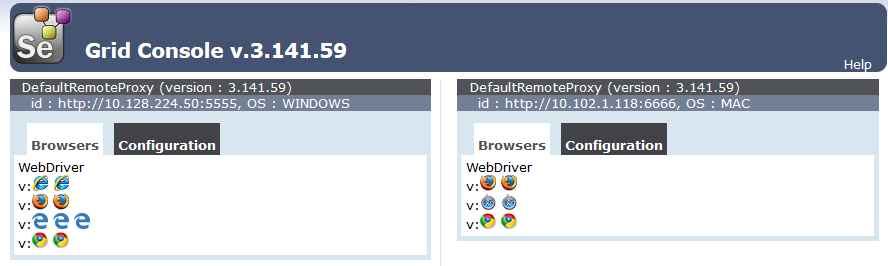 Se
Grid Console v.3.141.59
Help
DefaultRemoteProxy (version : 3.141.59)
id : http://10.128.224.50:5555, OS : WINDOWS
Browsers Configuration
WebDriver
v:
v:
v:
v:
DefaultRemoteProxy (version : 3.141.59)
id : http://10.102.1.118:6666, OS : MAC
Browsers Configuration
WebDriver
v:
v:
v: